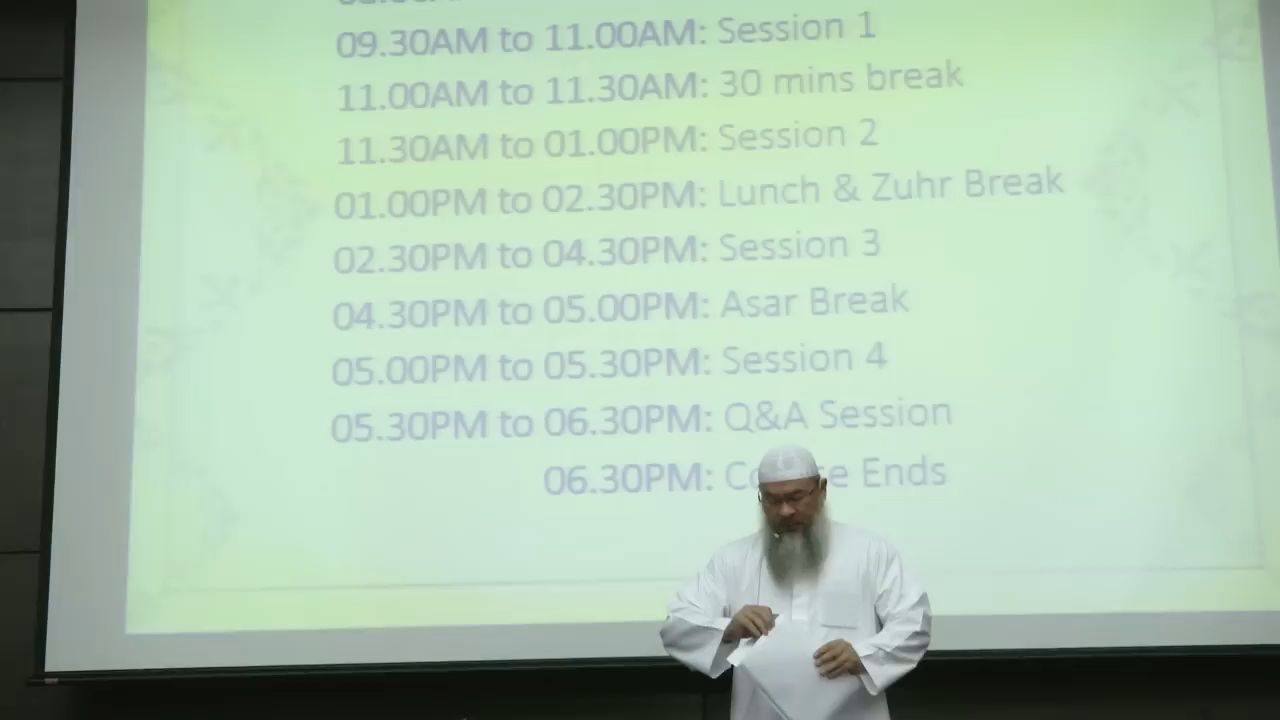 09.30AM to 11.00AM: Session 1
11.00AM to 11.30AM: 30 mins break
11.30AM to 01.00PM: Session 2
01.00PM to 02.30PM: Lunch & Zuhr Break
02.30PM to 04.30PM: Session 3
04.30PM to 05.00PM: Asar Break
05.00PM to 05.30PM: Session 4
05.30PM to 06.30PM: Q&A Session
06.30PM: Ends